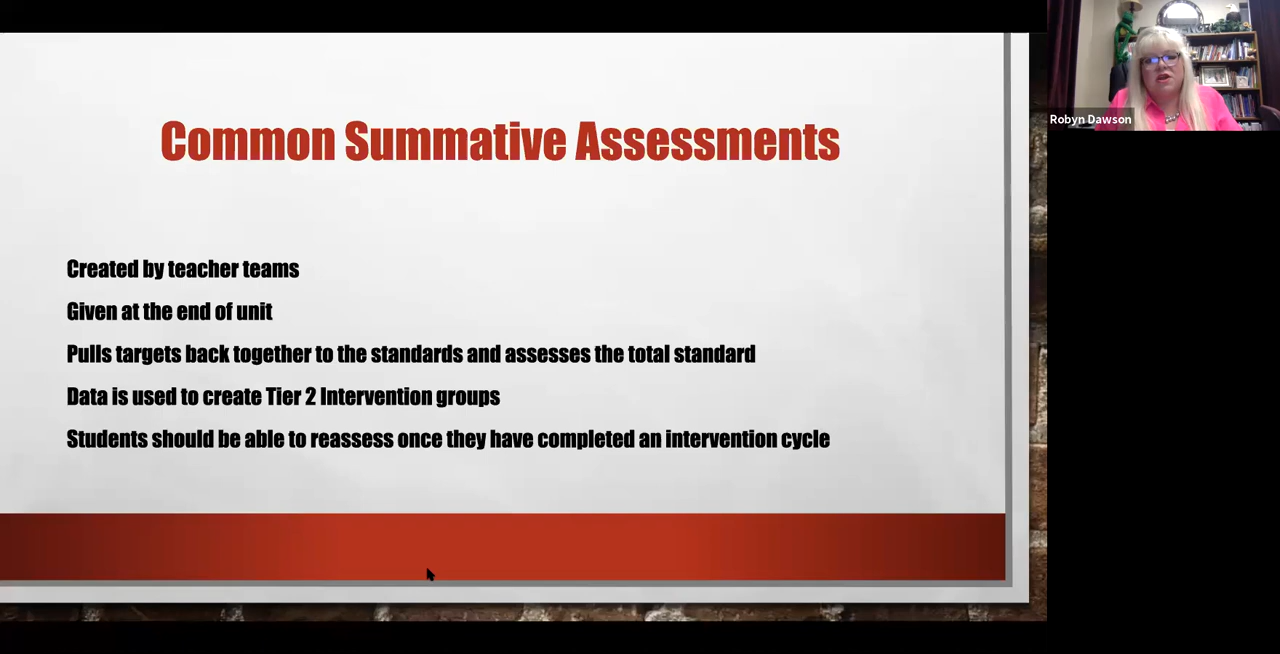 Common Summative Assessments
Created by teacher teams
Given at the end of unit
Pulls targets back together to the standards and assesses the total standard
Data is used to create Tier 2 Intervention groups
Students should be able to reassess once they have completed an intervention cycle
Robyn Dawson